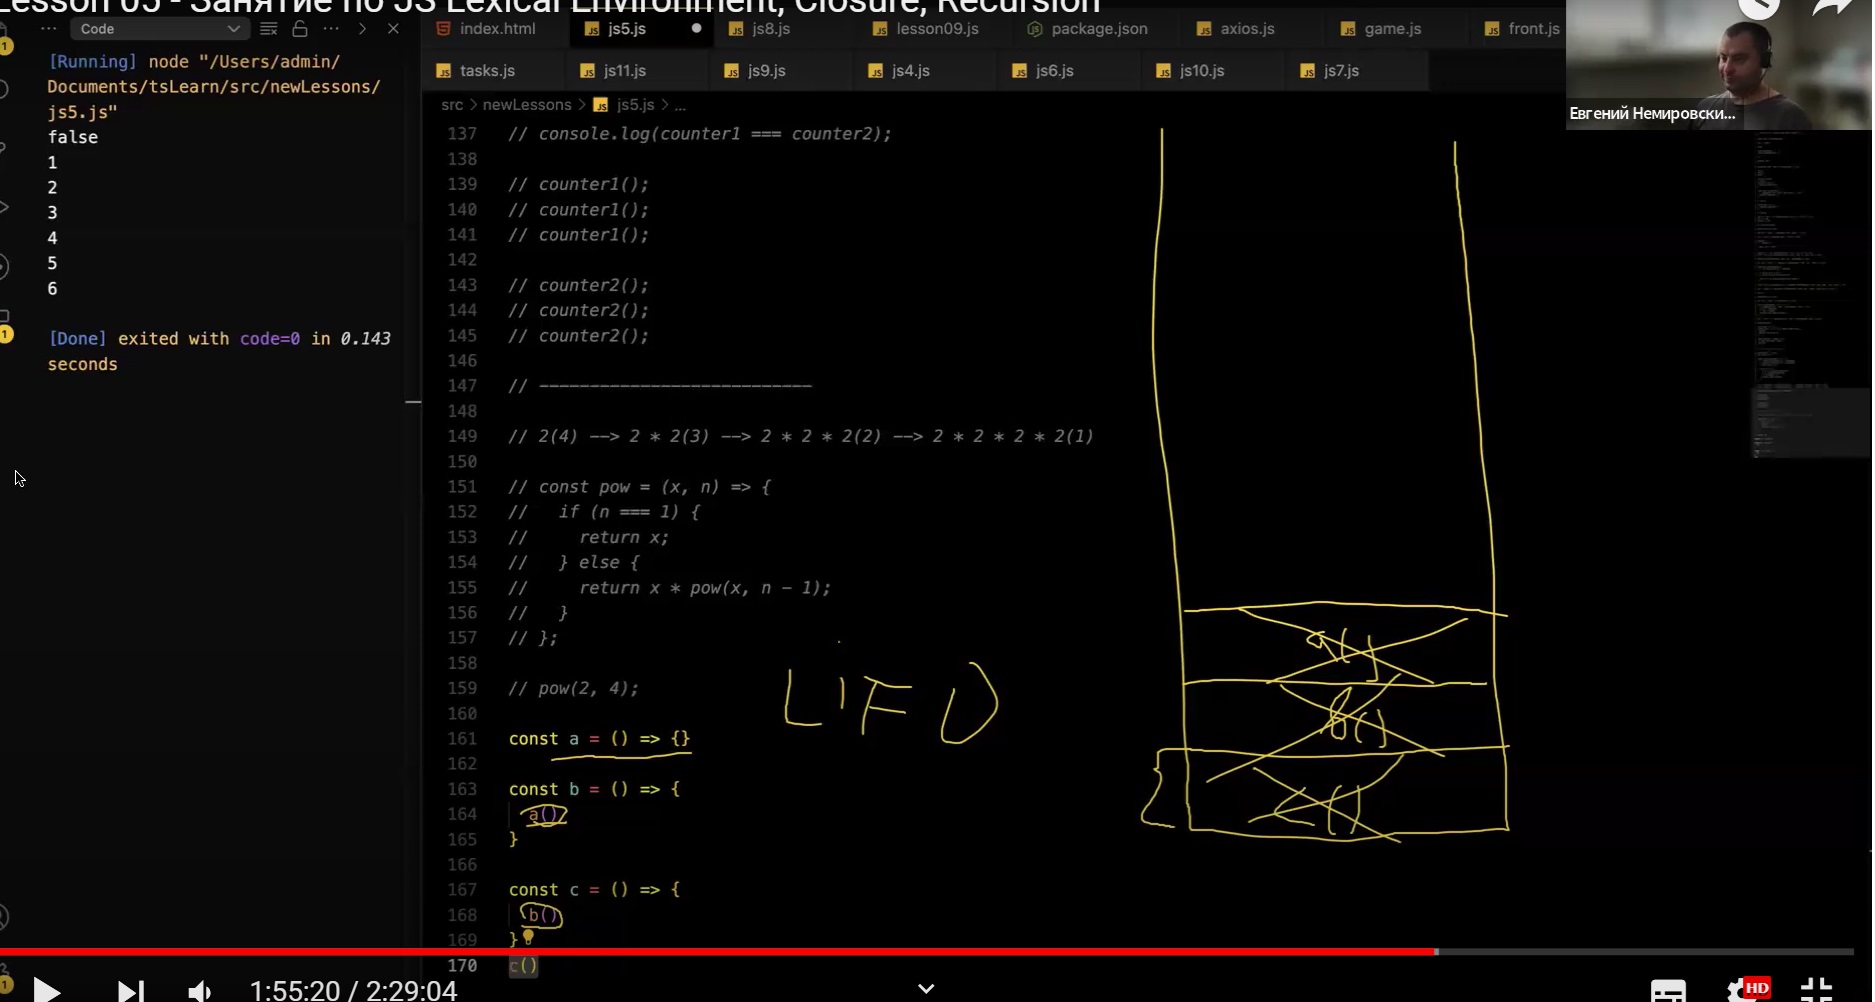 Lesson 05 - Занятие по JS Lexical Environment, Closure, Recursion
Code
index.html
js5.js
js8.js
lesson09.js
package.json
axios.js
game.js
front.js
tasks.js
js11.js
js9.js
js4.js
js6.js
js10.js
js7.js
src > newLessons > js5.js > ...
Евгений Немировски...
[Running] node "/Users/admin/
Documents/tsLearn/src/newLessons/
js5.js"
false
1
2
3
4
5
6
[Done] exited with code=0 in 0.143
seconds
137 // console.log(counter1 === counter2);
138
139 // counter1();
140 // counter1();
141 // counter1();
142
143 // counter2();
144 // counter2();
145 // counter2();
146
147 // ---------------------------
148
149 // 2(4) --> 2 * 2(3) --> 2 * 2 * 2(2) --> 2 * 2 * 2 * 2(1)
150
151 // const pow = (x, n) => {
152 //   if (n === 1) {
153 //     return x;
154 //   } else {
155 //     return x * pow(x, n - 1);
156 //   }
157 // };
158
159 // pow(2, 4);
160
161 const a = () => {}
162
163 const b = () => {
164   a()
165 }
166
167 const c = () => {
168   b()
169 }
170 c()
LIFO
a()
b()
c()
1:55:20 / 2:29:04
HD